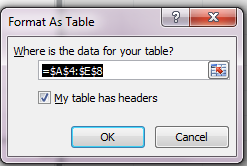 Format As Table
Where is the data for your table?
=$A$4:$E$8
My table has headers
OK
Cancel